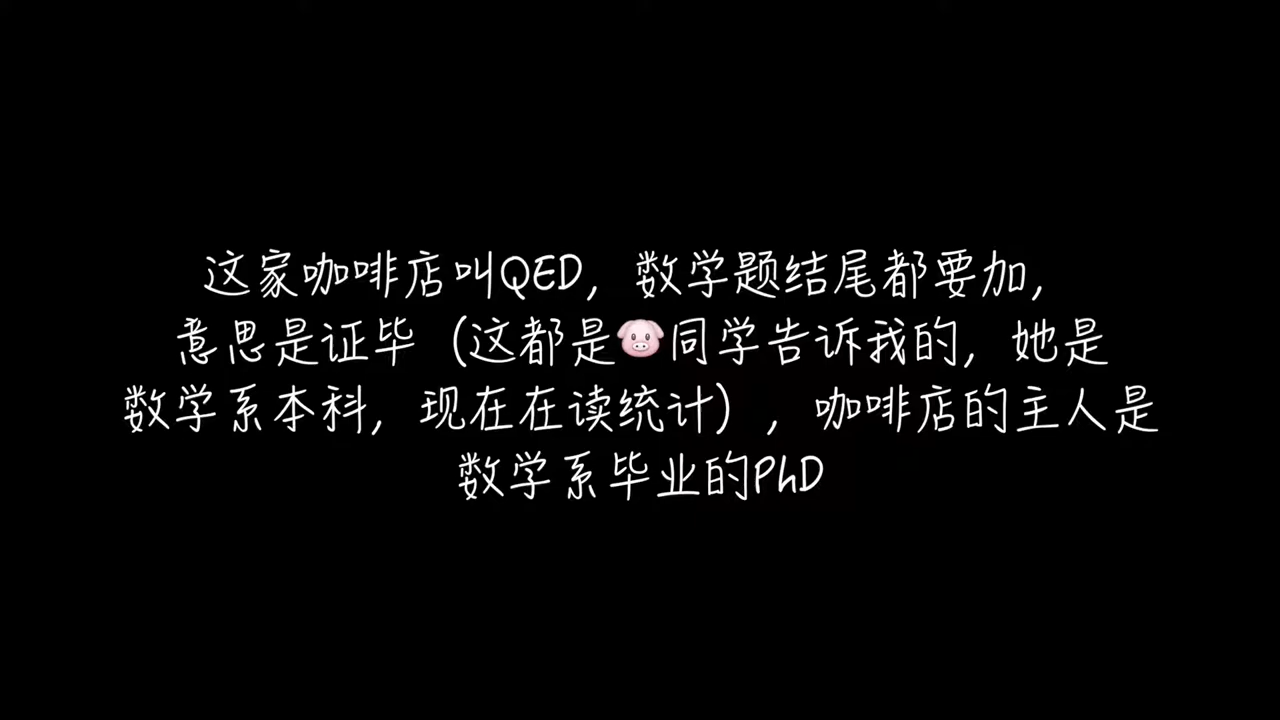 这家咖啡店叫QED，数学题结尾都要加，
意思是证毕（这都是🐷同学告诉我的，她是
数学系本科，现在在读统计），咖啡店的主人是
数学系毕业的PhD